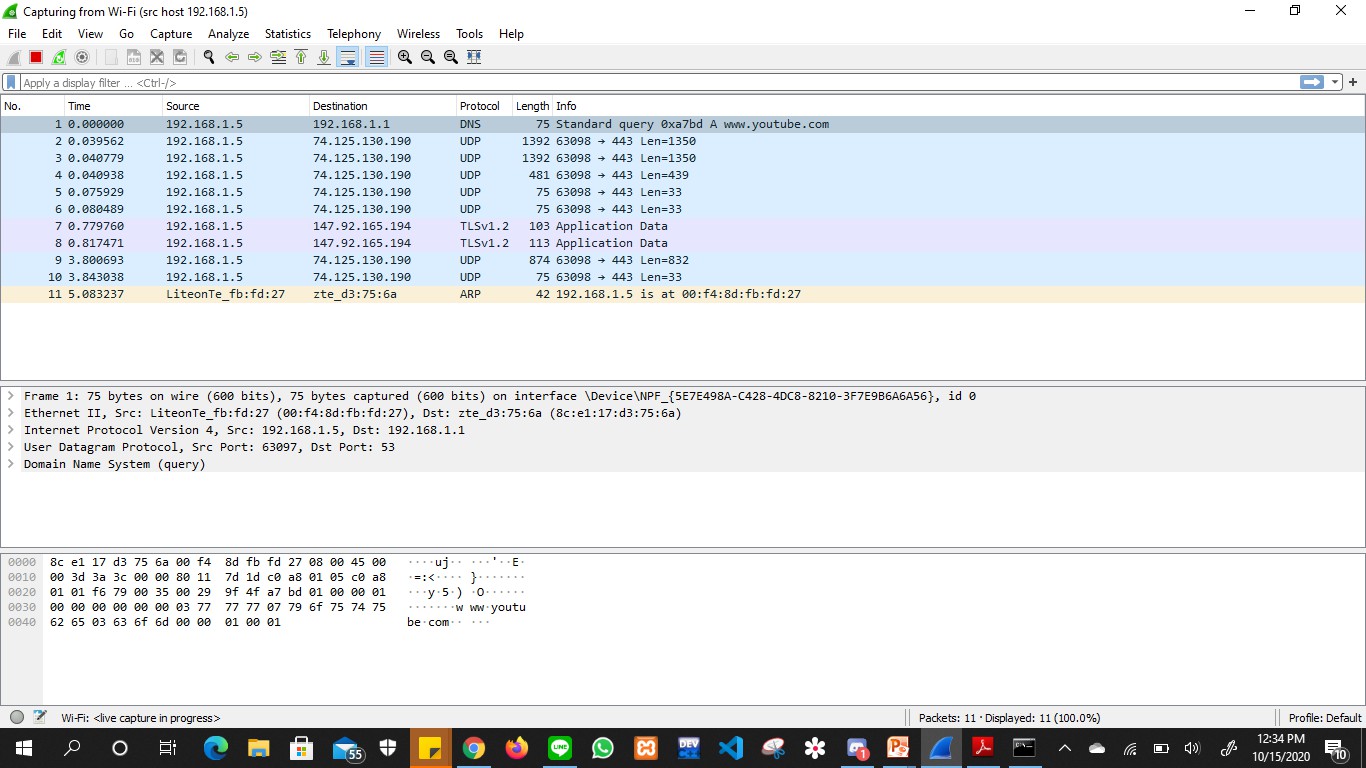 Capturing from Wi-Fi (src host 192.168.1.5)
File Edit View Go Capture Analyze Statistics Telephony Wireless Tools Help
Apply a display filter ... <Ctrl-/>
No. Time Source Destination Protocol Length Info
1 0.000000 192.168.1.5 192.168.1.1 DNS 75 Standard query 0xa7bd A www.youtube.com
2 0.039562 192.168.1.5 74.125.130.190 UDP 1392 63098 → 443 Len=1350
3 0.040779 192.168.1.5 74.125.130.190 UDP 1392 63098 → 443 Len=1350
4 0.040938 192.168.1.5 74.125.130.190 UDP 481 63098 → 443 Len=439
5 0.075929 192.168.1.5 74.125.130.190 UDP 75 63098 → 443 Len=33
6 0.080489 192.168.1.5 74.125.130.190 UDP 75 63098 → 443 Len=33
7 0.779760 192.168.1.5 147.92.165.194 TLSv1.2 103 Application Data
8 0.817471 192.168.1.5 147.92.165.194 TLSv1.2 113 Application Data
9 3.800693 192.168.1.5 74.125.130.190 UDP 874 63098 → 443 Len=832
10 3.843038 192.168.1.5 74.125.130.190 UDP 75 63098 → 443 Len=33
11 5.083237 LiteonTe_fb:fd:27 zte_d3:75:6a ARP 42 192.168.1.5 is at 00:f4:8d:fb:fd:27
Frame 1: 75 bytes on wire (600 bits), 75 bytes captured (600 bits) on interface \Device\NPF_{5E7E498A-C428-4DC8-8210-3F7E9B6A6A56}, id 0
Ethernet II, Src: LiteonTe_fb:fd:27 (00:f4:8d:fb:fd:27), Dst: zte_d3:75:6a (8c:e1:17:d3:75:6a)
Internet Protocol Version 4, Src: 192.168.1.5, Dst: 192.168.1.1
User Datagram Protocol, Src Port: 63097, Dst Port: 53
Domain Name System (query)
0000 8c e1 17 d3 75 6a 00 f4 8d fb fd 27 08 00 45 00 ····uj·· ···'··E·
0010 00 3d 3a 3c 00 00 80 11 7d 1d c0 a8 01 05 c0 a8 ·=:<···· }·······
0020 01 01 f6 79 00 35 00 29 9f 4f a7 bd 01 00 00 01 ···y·5·) ·O······
0030 00 00 00 00 00 00 03 77 77 77 07 79 6f 75 74 75 ·······w ww·youtu
0040 62 65 03 63 6f 6d 00 00 01 00 01 be·com·· ···
Wi-Fi: <live capture in progress>
Packets: 11 · Displayed: 11 (100.0%)
Profile: Default
55
LINE
DEV
1
12:34 PM
10/15/2020
10